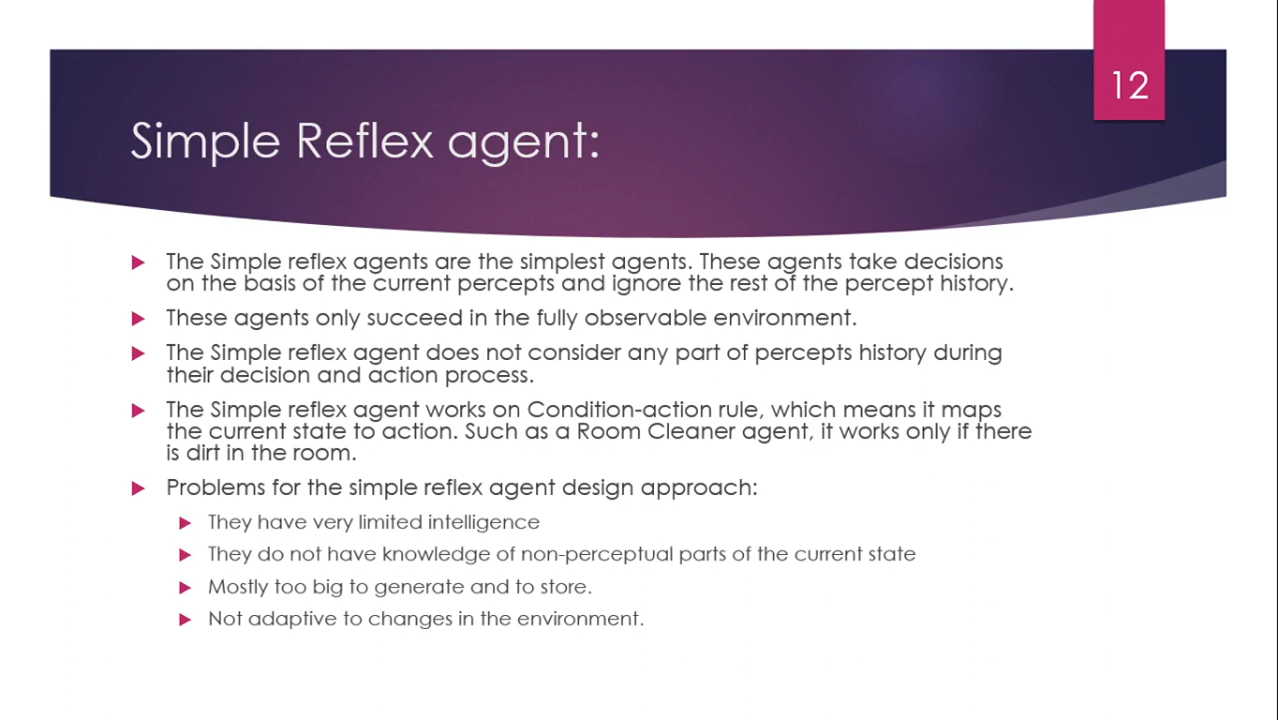 12
Simple Reflex agent:
The Simple reflex agents are the simplest agents. These agents take decisions
on the basis of the current percepts and ignore the rest of the percept history.
These agents only succeed in the fully observable environment.
The Simple reflex agent does not consider any part of percepts history during
their decision and action process.
The Simple reflex agent works on Condition-action rule, which means it maps
the current state to action. Such as a Room Cleaner agent, it works only if there
is dirt in the room.
Problems for the simple reflex agent design approach:
They have very limited intelligence
They do not have knowledge of non-perceptual parts of the current state
Mostly too big to generate and to store.
Not adaptive to changes in the environment.